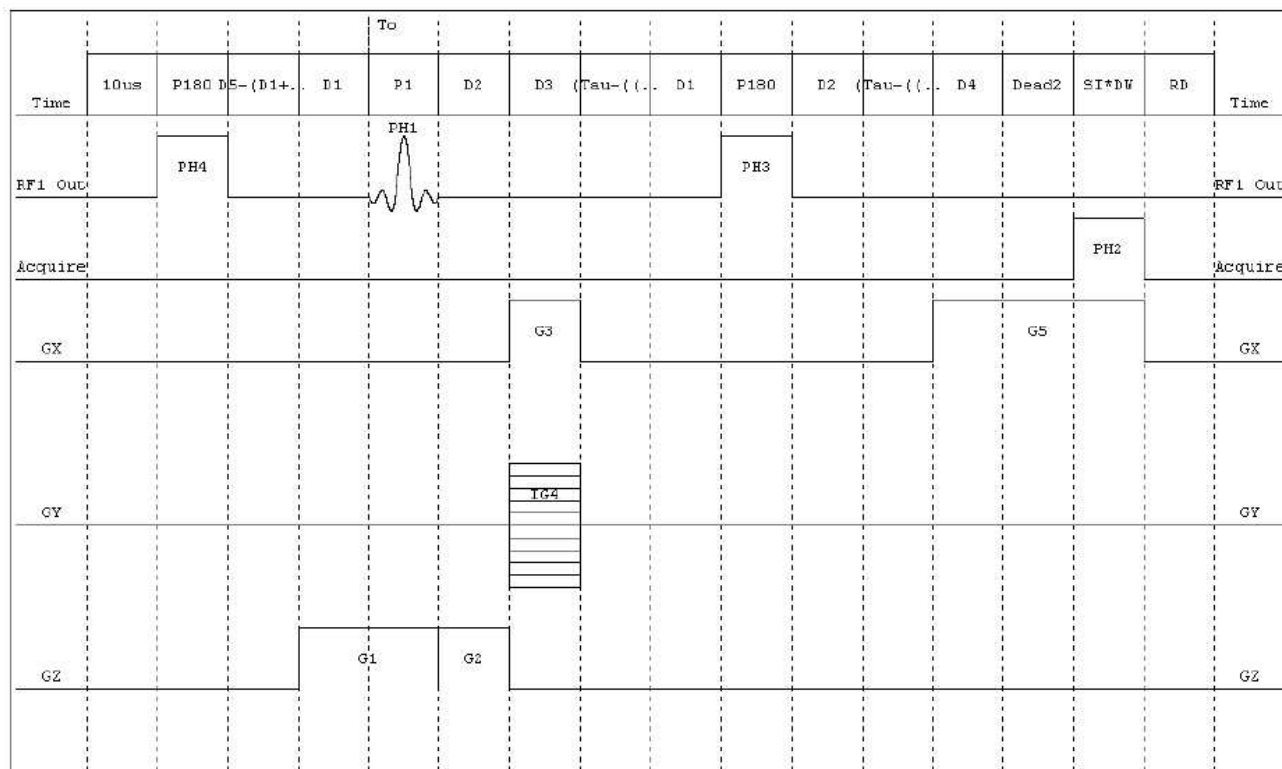 To
Time 10us P180 D5-(D1+.. D1 P1 D2 D3 (Tau-((.. D1 P180 D2 (Tau-((.. D4 Dead2 SI*DW RD Time
PH1
RF1 Out PH4 PH3 RF1 Out
Acquire PH2 Acquire
GX G3 G5 GX
TG4
GY GY
GZ G1 G2 GZ